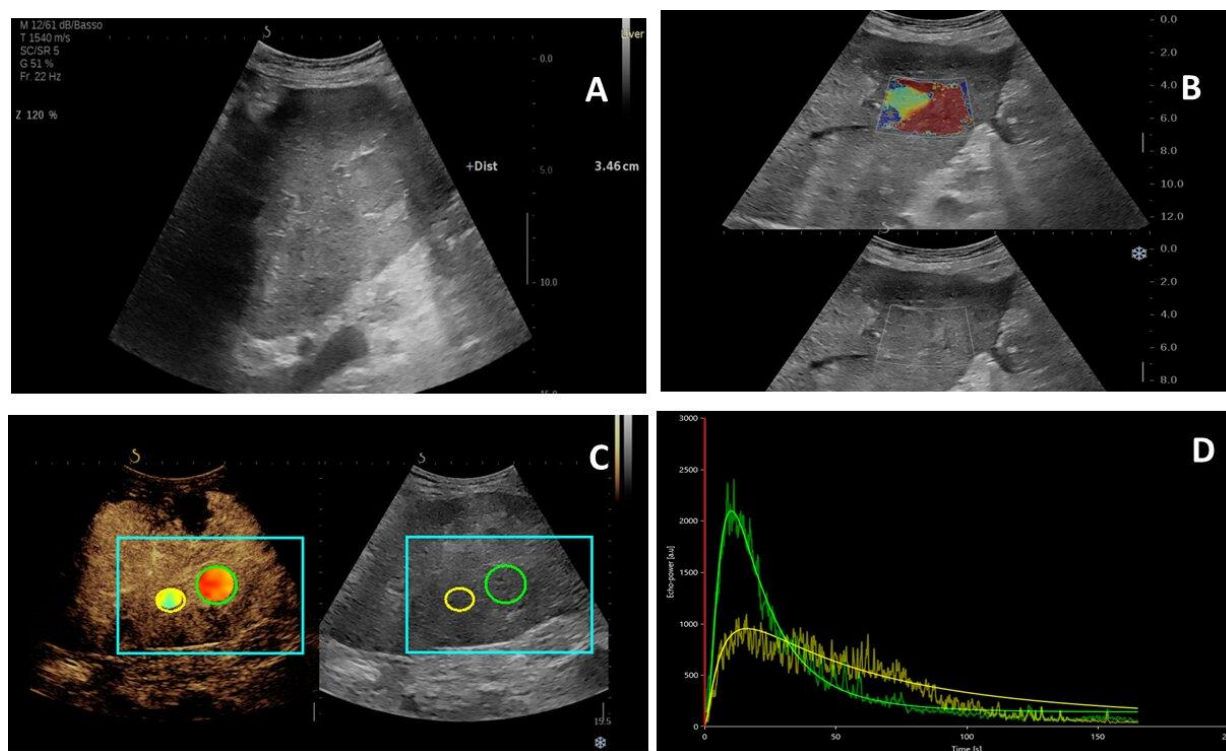 M 12/61 dB/Basso
T 1540 m/s
SC/SR 5
G 51 %
Fr. 22 Hz
Z 120 %
S
Liver
A
0.0
+Dist 3.46 cm
5.0
10.0
B
0.0
2.0
4.0
6.0
8.0
10.0
12.0
S
0.0
2.0
4.0
6.0
8.0
S
S
C
D
3000
2500
2000
1500
1000
500
0
Echo-power [a.u]
0
50
100
150
Time [s]